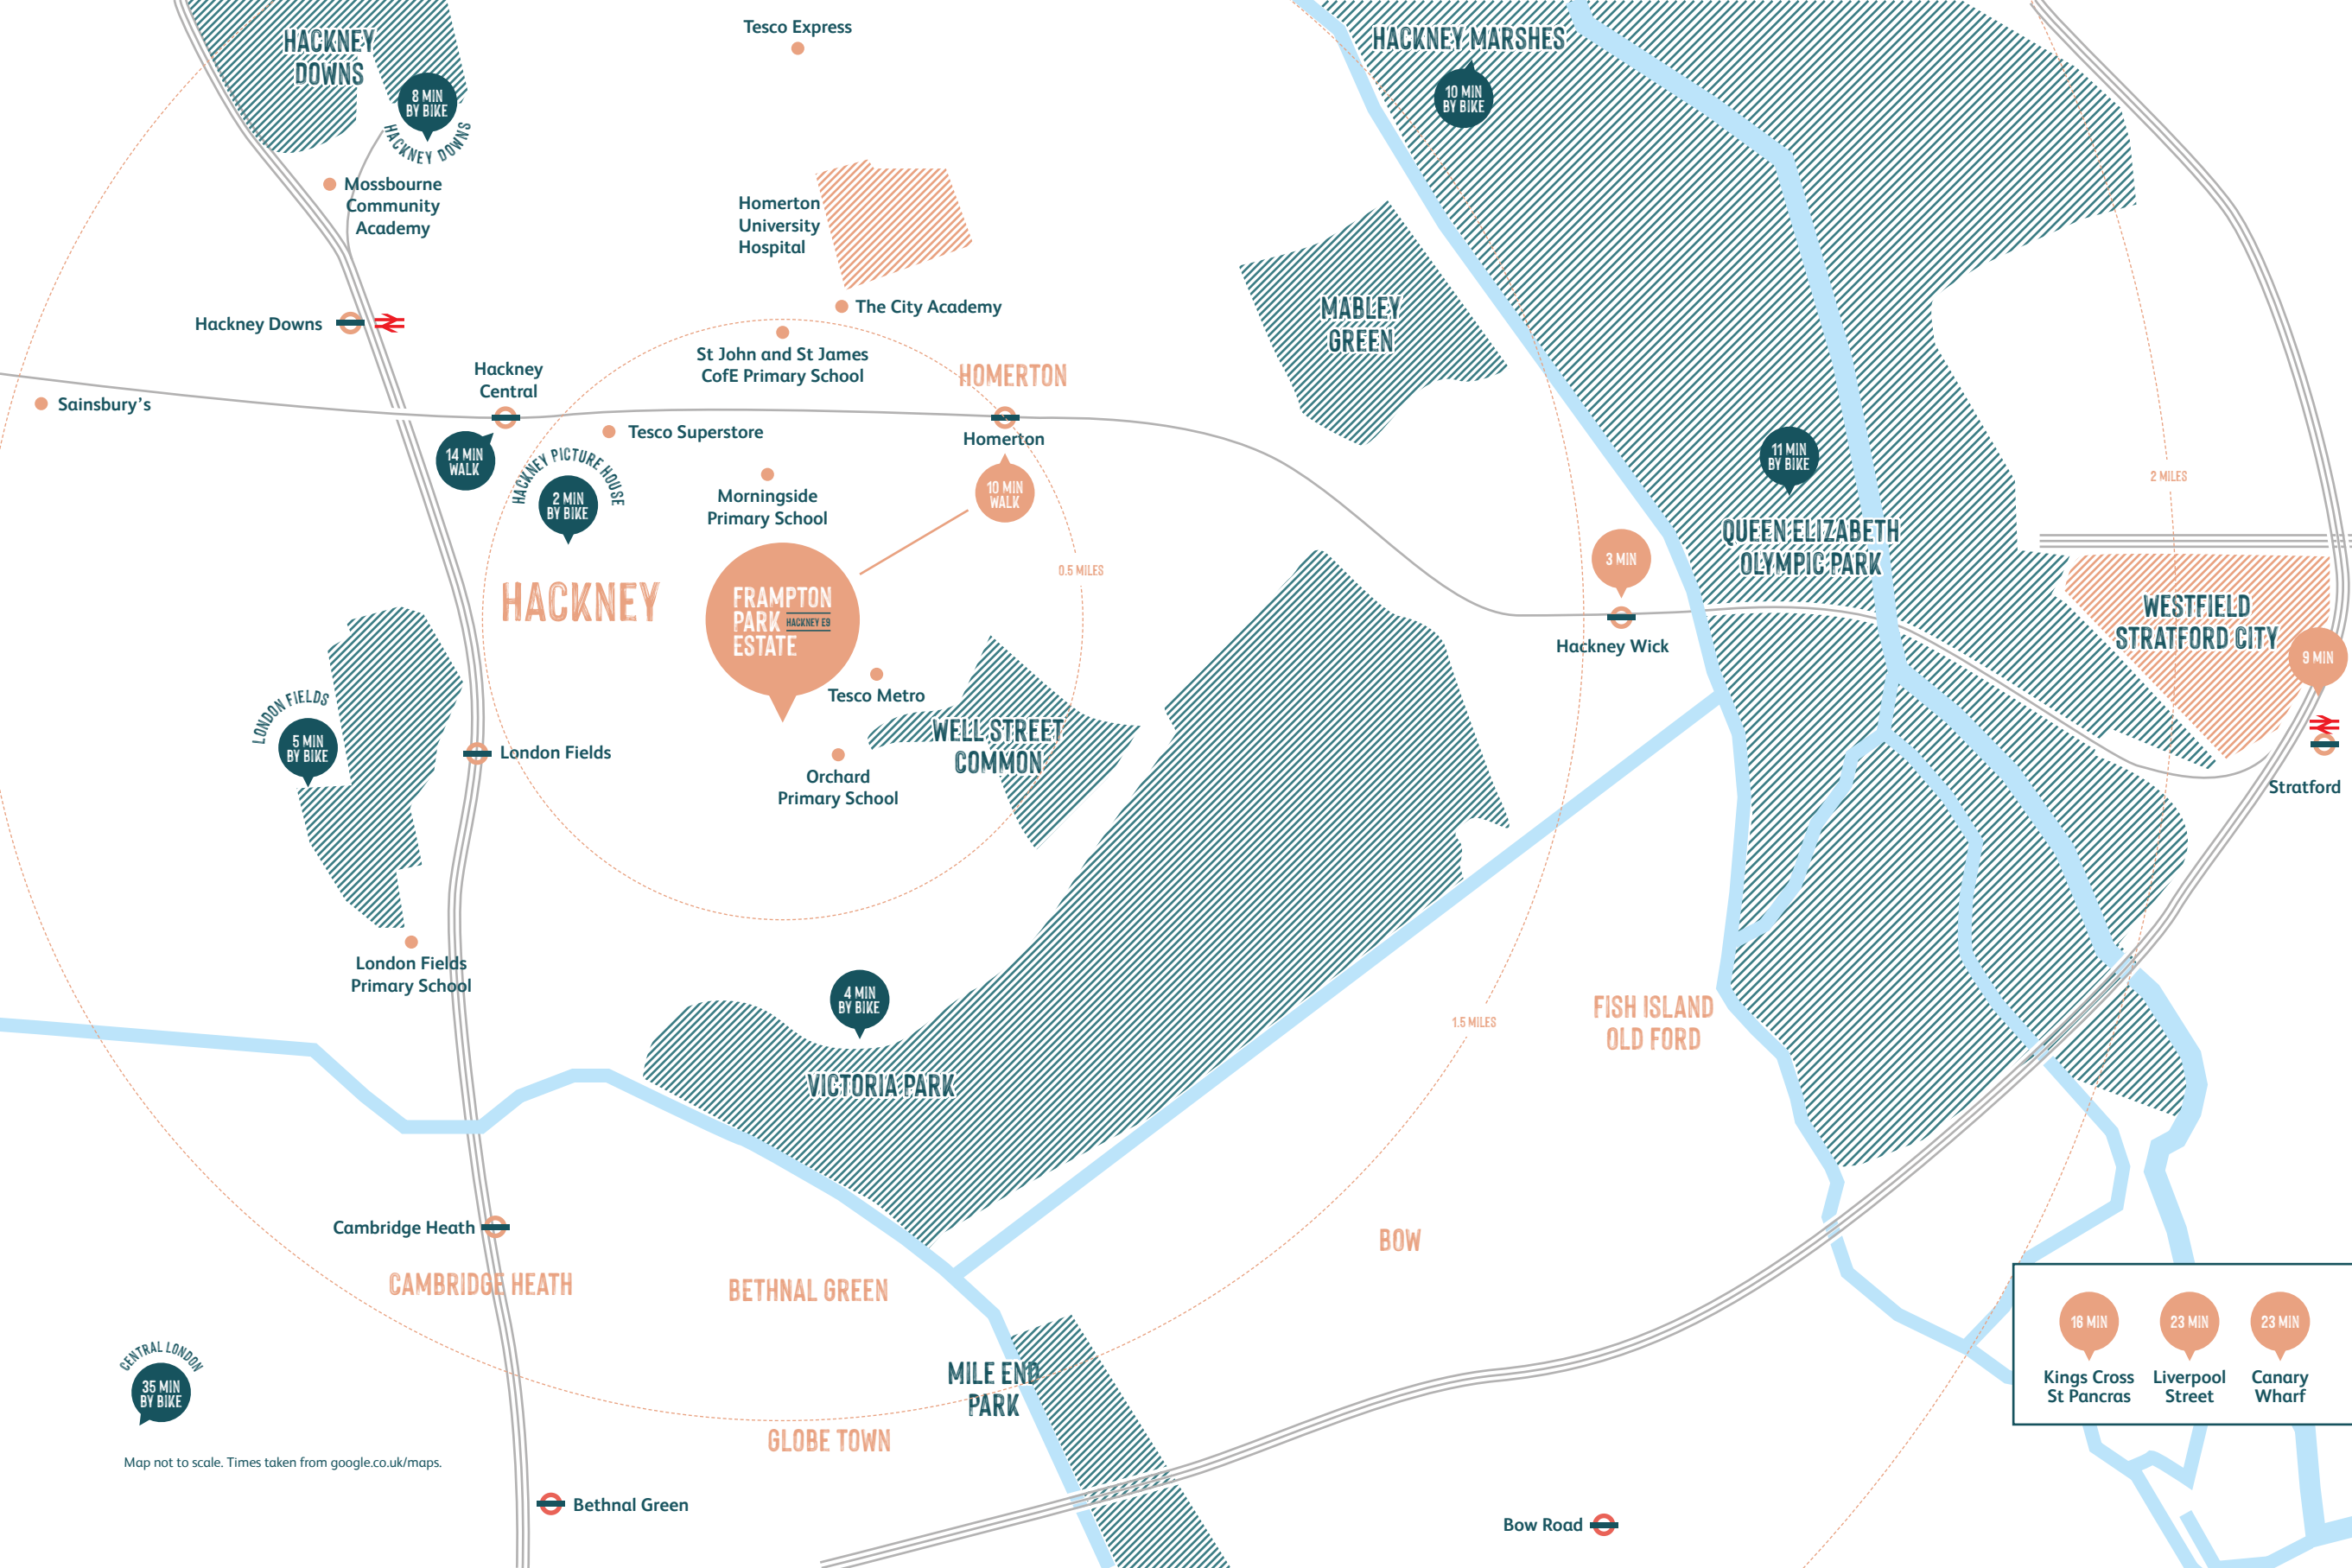 Tesco Express
HACKNEY
DOWNS
HACKNEY MARSHES
8 MIN
BY BIKE
HACKNEY DOWNS
10 MIN
BY BIKE
Mossbourne
Community
Academy
Homerton
University
Hospital
The City Academy
MABLEY
GREEN
Hackney Downs
St John and St James
CofE Primary School
HOMERTON
Hackney
Central
Sainsbury's
Tesco Superstore
Homerton
14 MIN
WALK
HACKNEY PICTURE HOUSE
2 MIN
BY BIKE
Morningside
Primary School
10 MIN
WALK
11 MIN
BY BIKE
2 MILES
QUEEN ELIZABETH
OLYMPIC PARK
3 MIN
0.5 MILES
HACKNEY
FRAMPTON
PARK
ESTATE
HACKNEY E9
Hackney Wick
WESTFIELD
STRATFORD CITY
9 MIN
Tesco Metro
WELL STREET
COMMON
LONDON FIELDS
5 MIN
BY BIKE
London Fields
Orchard
Primary School
Stratford
London Fields
Primary School
4 MIN
BY BIKE
FISH ISLAND
OLD FORD
1.5 MILES
VICTORIA PARK
Cambridge Heath
CAMBRIDGE HEATH
BETHNAL GREEN
BOW
CENTRAL LONDON
35 MIN
BY BIKE
MILE END
PARK
GLOBE TOWN
16 MIN
23 MIN
23 MIN
Kings Cross
St Pancras
Liverpool
Street
Canary
Wharf
Map not to scale. Times taken from google.co.uk/maps.
Bethnal Green
Bow Road